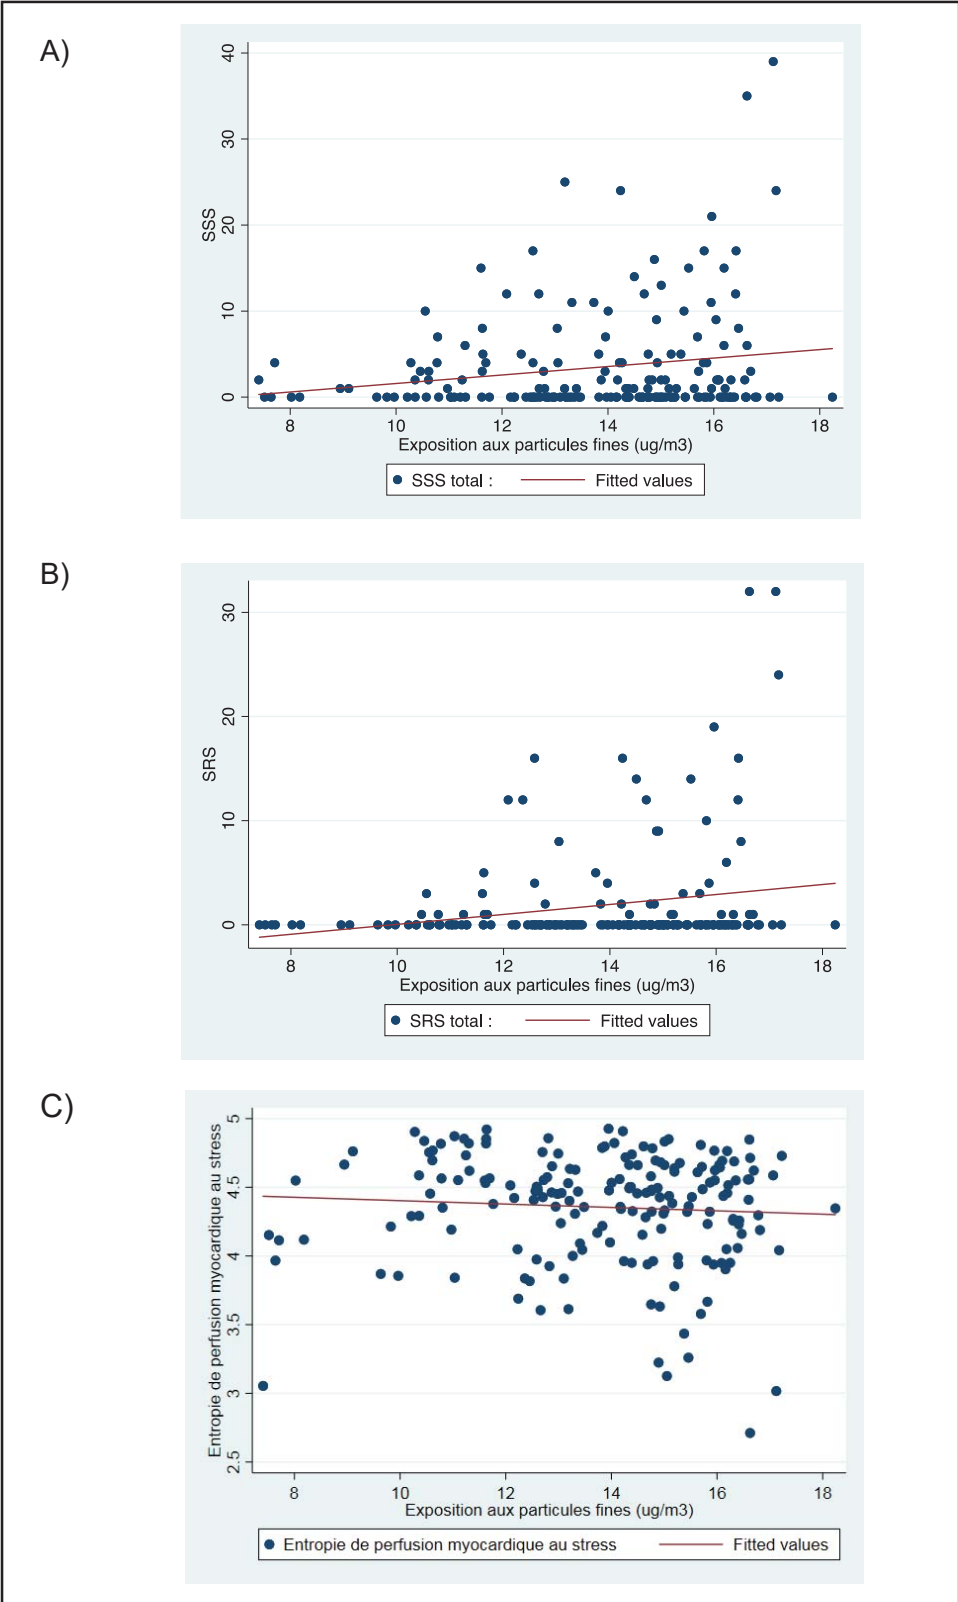 A)
40
30
20
10
0
SSS
8 10 12 14 16 18
Exposition aux particules fines (ug/m3)
SSS total : Fitted values
B)
30
20
10
0
SRS
8 10 12 14 16 18
Exposition aux particules fines (ug/m3)
SRS total : Fitted values
C)
5
4.5
4
3.5
3
2.5
Entropie de perfusion myocardique au stress
8 10 12 14 16 18
Exposition aux particules fines (ug/m3)
Entropie de perfusion myocardique au stress Fitted values